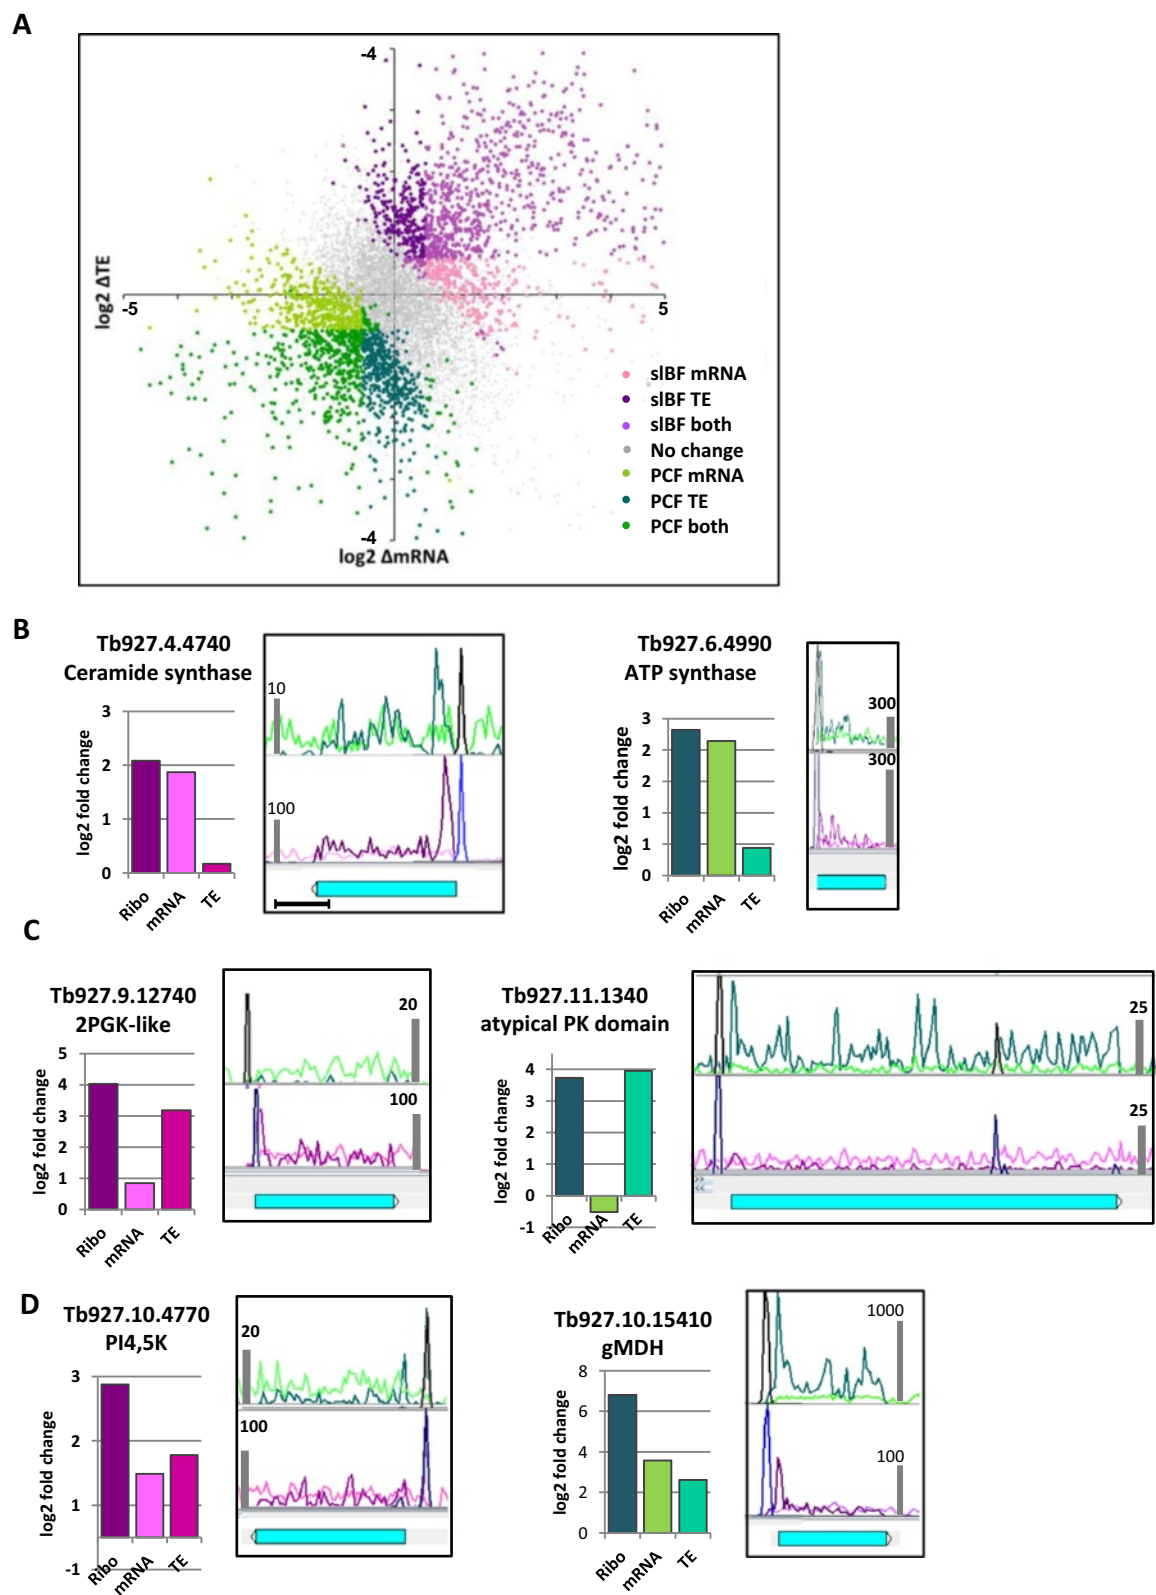 A
-4
log2 ΔTE
-5
5
-4
log2 ΔmRNA
slBF mRNA
slBF TE
slBF both
No change
PCF mRNA
PCF TE
PCF both
B
Tb927.4.4740
Ceramide synthase
log2 fold change
3
2
1
0
Ribo
mRNA
TE
10
100
Tb927.6.4990
ATP synthase
log2 fold change
3
2
2
1
1
0
Ribo
mRNA
TE
300
300
C
Tb927.9.12740
2PGK-like
log2 fold change
5
4
3
2
1
0
Ribo
mRNA
TE
20
100
Tb927.11.1340
atypical PK domain
log2 fold change
4
3
2
1
0
-1
Ribo
mRNA
TE
25
25
D
Tb927.10.4770
PI4,5K
log2 fold change
3
2
1
-1
Ribo
mRNA
TE
20
100
Tb927.10.15410
gMDH
log2 fold change
8
6
4
2
0
Ribo
mRNA
TE
1000
100